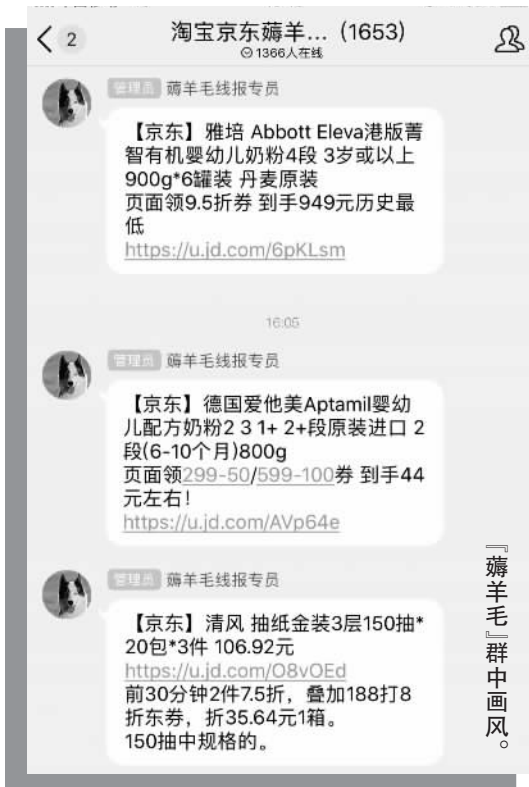 2
淘宝京东薅羊... (1653)
1366人在线
管理员 薅羊毛线报专员
【京东】雅培 Abbott Eleva港版菁
智有机婴幼儿奶粉4段 3岁或以上
900g*6罐装 丹麦原装
页面领9.5折券 到手949元历史最
低
https://u.jd.com/6pKLsm
16:05
管理员 薅羊毛线报专员
【京东】德国爱他美Aptamil婴幼
儿配方奶粉2 3 1+ 2+段原装进口 2
段(6-10个月)800g
页面领299-50/599-100券 到手44
元左右!
https://u.jd.com/AVp64e
管理员 薅羊毛线报专员
【京东】清风 抽纸金装3层150抽*
20包*3件 106.92元
https://u.jd.com/O8vOEd
前30分钟2件7.5折，叠加188打8
折东券，折35.64元1箱。
150抽中规格的。
『薅羊毛』群中画风。